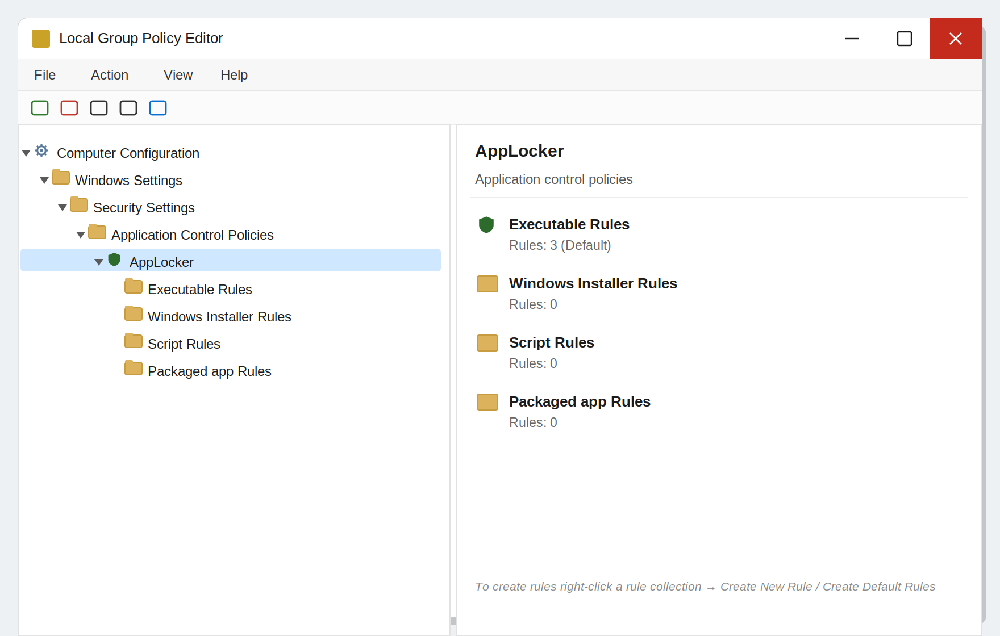 Local Group Policy Editor
File Action View Help
Computer Configuration
Windows Settings
Security Settings
Application Control Policies
AppLocker
Executable Rules
Windows Installer Rules
Script Rules
Packaged app Rules
AppLocker
Application control policies
Executable Rules
Rules: 3 (Default)
Windows Installer Rules
Rules: 0
Script Rules
Rules: 0
Packaged app Rules
Rules: 0
To create rules right-click a rule collection → Create New Rule / Create Default Rules